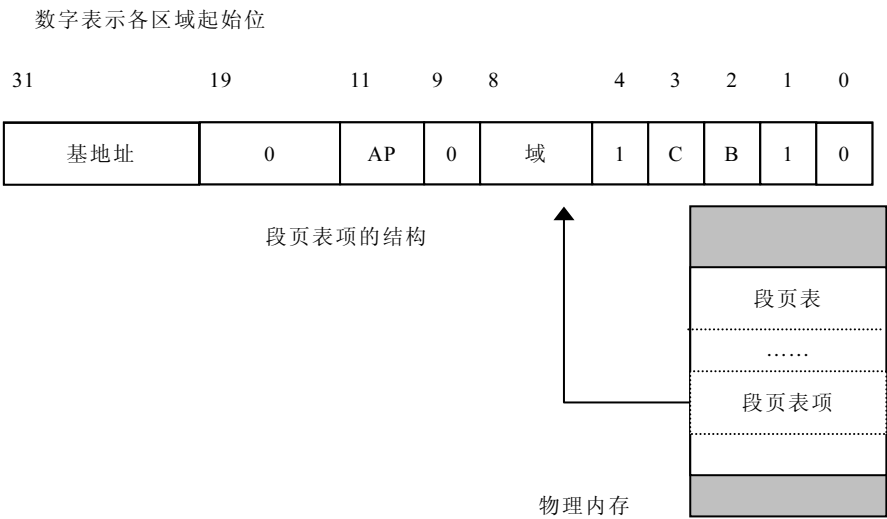 数字表示各区域起始位
31 19 11 9 8 4 3 2 1 0
基地址 0 AP 0 域 1 C B 1 0
段页表项的结构
段页表
……
段页表项
物理内存